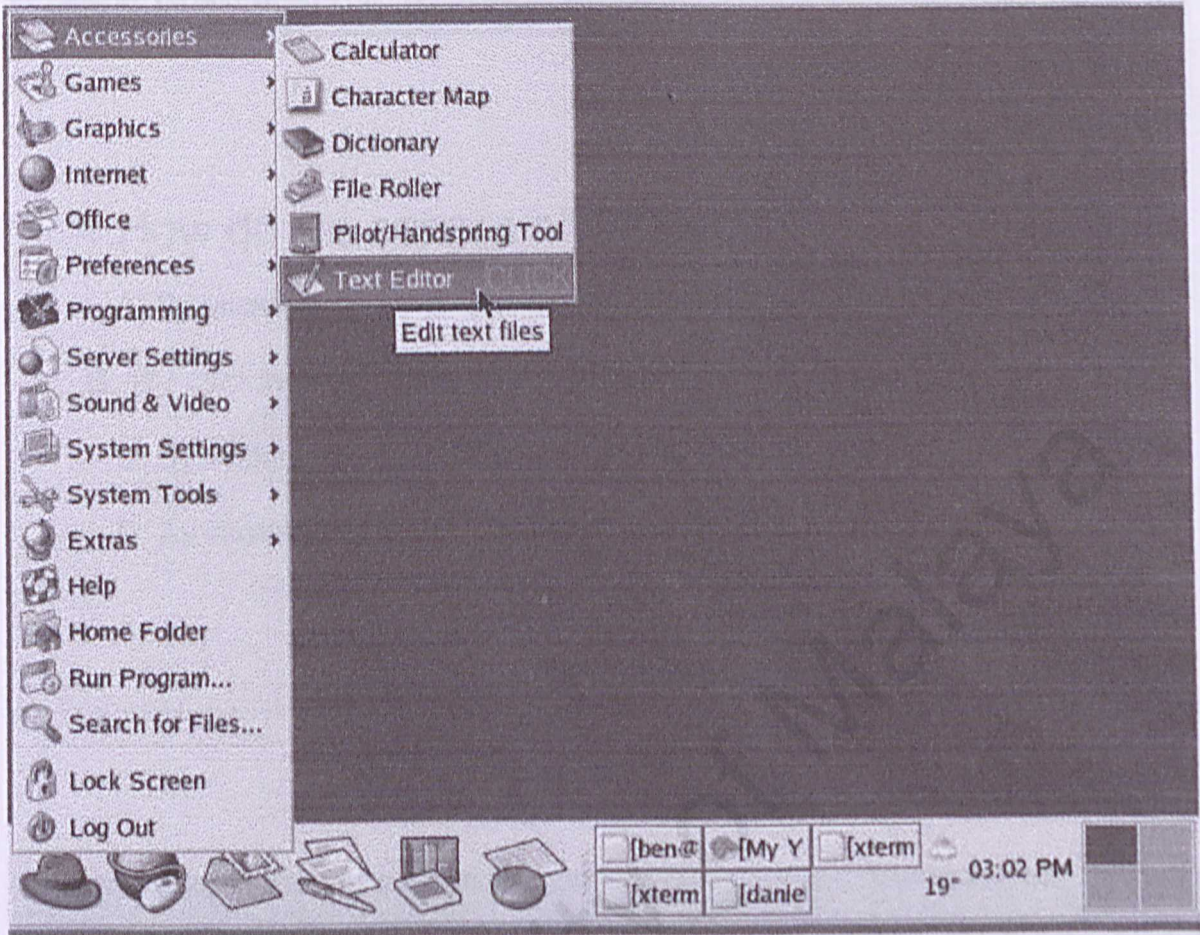 Accessories
Games
Graphics
Internet
Office
Preferences
Programming
Server Settings
Sound & Video
System Settings
System Tools
Extras
Help
Home Folder
Run Program...
Search for Files...
Lock Screen
Log Out
Calculator
Character Map
Dictionary
File Roller
Pilot/Handspring Tool
Text Editor CLICK
Edit text files
[ben@
[My Y
[xterm
[xterm
[danie
19°
03:02 PM
Malaya